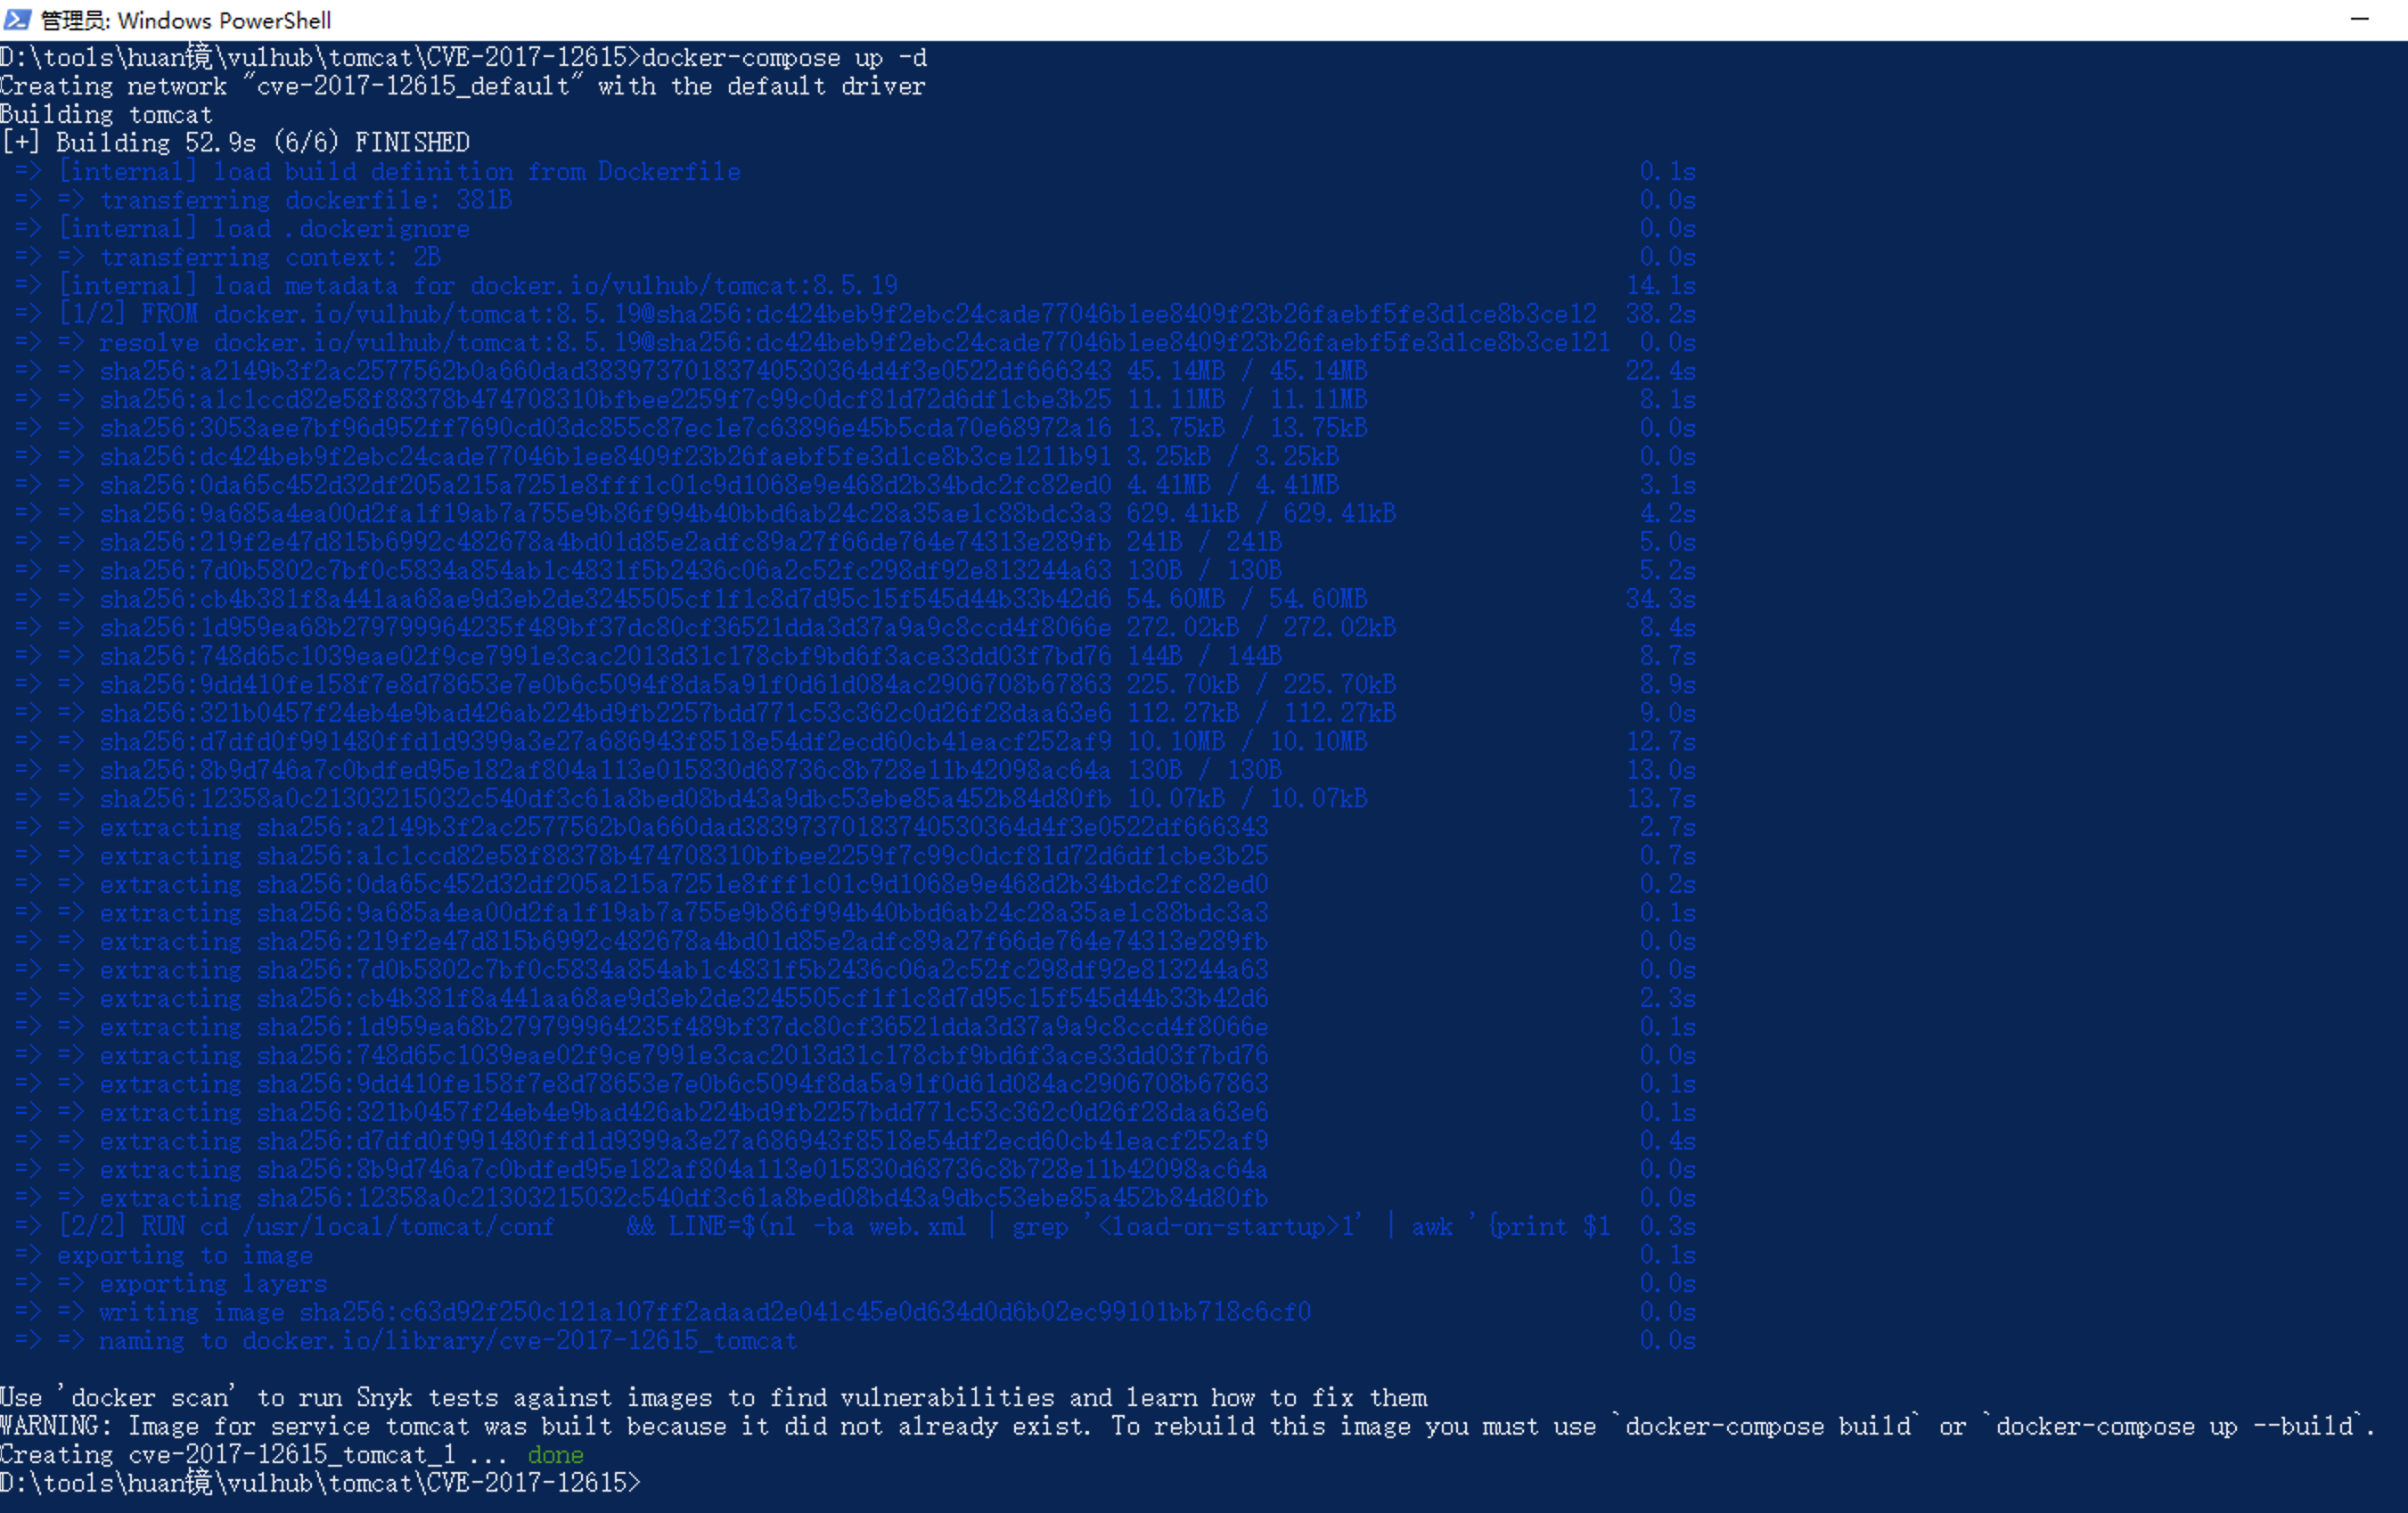 管理员: Windows PowerShell
D:\tools\huan镜\vulhub\tomcat\CVE-2017-12615>docker-compose up -d
Creating network "cve-2017-12615_default" with the default driver
Building tomcat
[+] Building 52.9s (6/6) FINISHED
=> [internal] load build definition from Dockerfile 0.1s
=> => transferring dockerfile: 381B 0.0s
=> [internal] load .dockerignore 0.0s
=> => transferring context: 2B 0.0s
=> [internal] load metadata for docker.io/vulhub/tomcat:8.5.19 14.1s
=> [1/2] FROM docker.io/vulhub/tomcat:8.5.19@sha256:dc424beb9f2ebc24cade77046b1ee8409f23b26faebf5fe3d1ce8b3ce12 38.2s
=> => resolve docker.io/vulhub/tomcat:8.5.19@sha256:dc424beb9f2ebc24cade77046b1ee8409f23b26faebf5fe3d1ce8b3ce121 0.0s
=> => sha256:a2149b3f2ac2577562b0a660dad38397370183740530364d4f3e0522df666343 45.14MB / 45.14MB 22.4s
=> => sha256:a1c1ccd82e58f88378b474708310bfbee2259f7c99c0dcf81d72d6df1cbe3b25 11.11MB / 11.11MB 8.1s
=> => sha256:3053aee7bf96d952ff7690cd03dc855c87ec1e7c63896e45b5cda70e68972a16 13.75kB / 13.75kB 0.0s
=> => sha256:dc424beb9f2ebc24cade77046b1ee8409f23b26faebf5fe3d1ce8b3ce1211b91 3.25kB / 3.25kB 0.0s
=> => sha256:0da65c452d32df205a215a7251e8fff1c01c9d1068e9e468d2b34bdc2fc82ed0 4.41MB / 4.41MB 3.1s
=> => sha256:9a685a4ea00d2fa1f19ab7a755e9b86f994b40bbd6ab24c28a35ae1c88bdc3a3 629.41kB / 629.41kB 4.2s
=> => sha256:219f2e47d815b6992c482678a4bd01d85e2adfc89a27f66de764e74313e289fb 241B / 241B 5.0s
=> => sha256:7d0b5802c7bf0c5834a854ab1c4831f5b2436c06a2c52fc298df92e813244a63 130B / 130B 5.2s
=> => sha256:cb4b381f8a441aa68ae9d3eb2de3245505cf1f1c8d7d95c15f545d44b33b42d6 54.60MB / 54.60MB 34.3s
=> => sha256:1d959ea68b279799964235f489bf37dc80cf36521dda3d37a9a9c8ccd4f8066e 272.02kB / 272.02kB 8.4s
=> => sha256:748d65c1039eae02f9ce7991e3cac2013d31c178cbf9bd6f3ace33dd03f7bd76 144B / 144B 8.7s
=> => sha256:9dd410fe158f7e8d78653e7e0b6c5094f8da5a91f0d61d084ac2906708b67863 225.70kB / 225.70kB 8.9s
=> => sha256:321b0457f24eb4e9bad426ab224bd9fb2257bdd771c53c362c0d26f28daa63e6 112.27kB / 112.27kB 9.0s
=> => sha256:d7dfd0f991480ffd1d9399a3e27a686943f8518e54df2ecd60cb41eacf252af9 10.10MB / 10.10MB 12.7s
=> => sha256:8b9d746a7c0bdfed95e182af804a113e015830d68736c8b728e11b42098ac64a 130B / 130B 13.0s
=> => sha256:12358a0c21303215032c540df3c61a8bed08bd43a9dbc53ebe85a452b84d80fb 10.07kB / 10.07kB 13.7s
=> => extracting sha256:a2149b3f2ac2577562b0a660dad38397370183740530364d4f3e0522df666343 2.7s
=> => extracting sha256:a1c1ccd82e58f88378b474708310bfbee2259f7c99c0dcf81d72d6df1cbe3b25 0.7s
=> => extracting sha256:0da65c452d32df205a215a7251e8fff1c01c9d1068e9e468d2b34bdc2fc82ed0 0.2s
=> => extracting sha256:9a685a4ea00d2fa1f19ab7a755e9b86f994b40bbd6ab24c28a35ae1c88bdc3a3 0.1s
=> => extracting sha256:219f2e47d815b6992c482678a4bd01d85e2adfc89a27f66de764e74313e289fb 0.0s
=> => extracting sha256:7d0b5802c7bf0c5834a854ab1c4831f5b2436c06a2c52fc298df92e813244a63 0.0s
=> => extracting sha256:cb4b381f8a441aa68ae9d3eb2de3245505cf1f1c8d7d95c15f545d44b33b42d6 2.3s
=> => extracting sha256:1d959ea68b279799964235f489bf37dc80cf36521dda3d37a9a9c8ccd4f8066e 0.1s
=> => extracting sha256:748d65c1039eae02f9ce7991e3cac2013d31c178cbf9bd6f3ace33dd03f7bd76 0.0s
=> => extracting sha256:9dd410fe158f7e8d78653e7e0b6c5094f8da5a91f0d61d084ac2906708b67863 0.1s
=> => extracting sha256:321b0457f24eb4e9bad426ab224bd9fb2257bdd771c53c362c0d26f28daa63e6 0.1s
=> => extracting sha256:d7dfd0f991480ffd1d9399a3e27a686943f8518e54df2ecd60cb41eacf252af9 0.4s
=> => extracting sha256:8b9d746a7c0bdfed95e182af804a113e015830d68736c8b728e11b42098ac64a 0.0s
=> => extracting sha256:12358a0c21303215032c540df3c61a8bed08bd43a9dbc53ebe85a452b84d80fb 0.0s
=> [2/2] RUN cd /usr/local/tomcat/conf     && LINE=$(nl -ba web.xml | grep '<load-on-startup>1' | awk '{print $1 0.3s
=> exporting to image 0.1s
=> => exporting layers 0.0s
=> => writing image sha256:c63d92f250c121a107ff2adaad2e041c45e0d634d0d6b02ec99101bb718c6cf0 0.0s
=> => naming to docker.io/library/cve-2017-12615_tomcat 0.0s
Use 'docker scan' to run Snyk tests against images to find vulnerabilities and learn how to fix them
WARNING: Image for service tomcat was built because it did not already exist. To rebuild this image you must use `docker-compose build` or `docker-compose up --build`.
Creating cve-2017-12615_tomcat_1 ... done
D:\tools\huan镜\vulhub\tomcat\CVE-2017-12615>